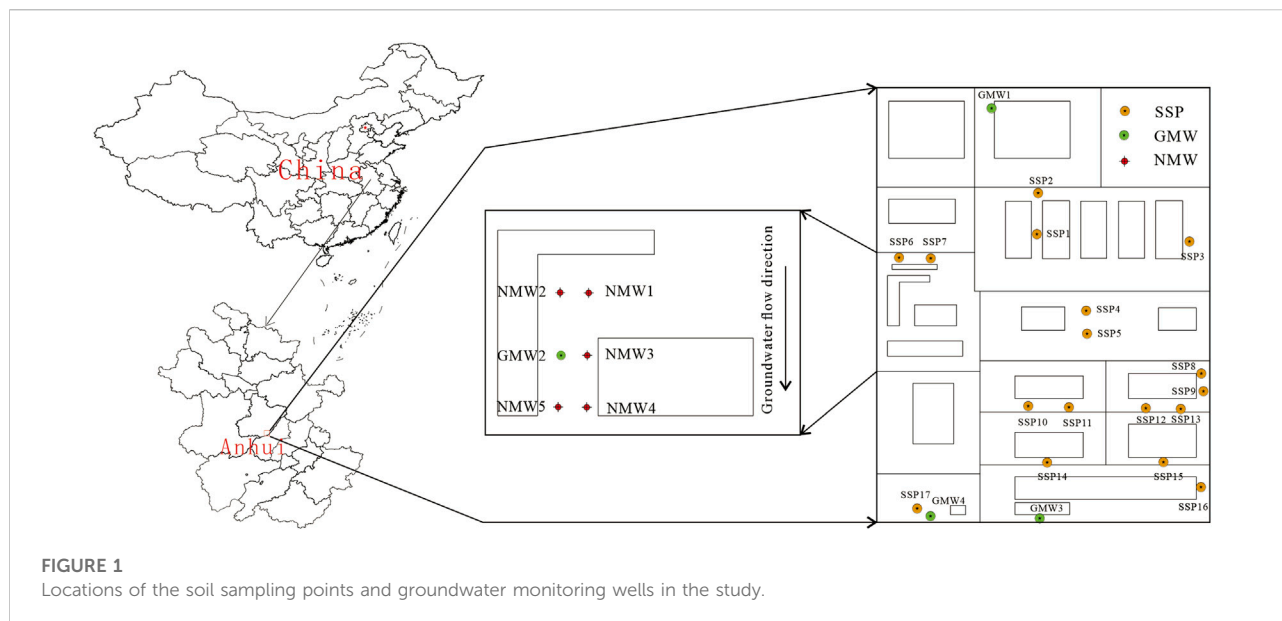 China
Anhui
NMW2
NMW1
GMW2
NMW3
NMW5
NMW4
Groundwater flow direction
GMW1
SSP
GMW
NMW
SSP2
SSP1
SSP3
SSP6
SSP7
SSP4
SSP5
SSP8
SSP9
SSP10
SSP11
SSP12
SSP13
SSP14
SSP15
SSP16
SSP17
GMW4
GMW3
FIGURE 1
Locations of the soil sampling points and groundwater monitoring wells in the study.